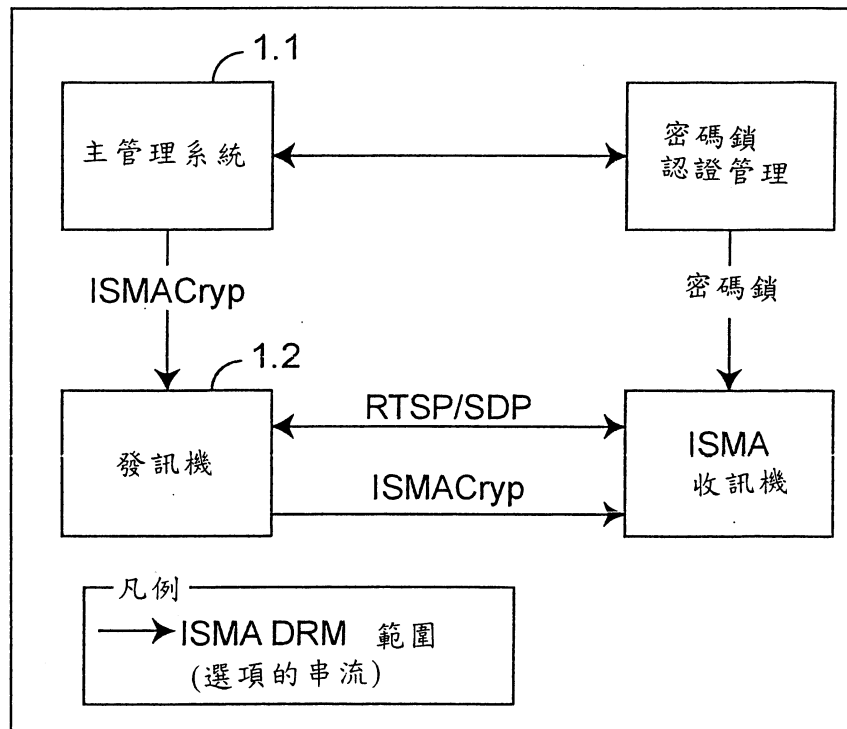 1.1
主管理系統
密碼鎖
認證管理
ISMACryp
密碼鎖
1.2
發訊機
RTSP/SDP
ISMACryp
ISMA
收訊機
凡例
ISMA DRM 範圍
(選項的串流)